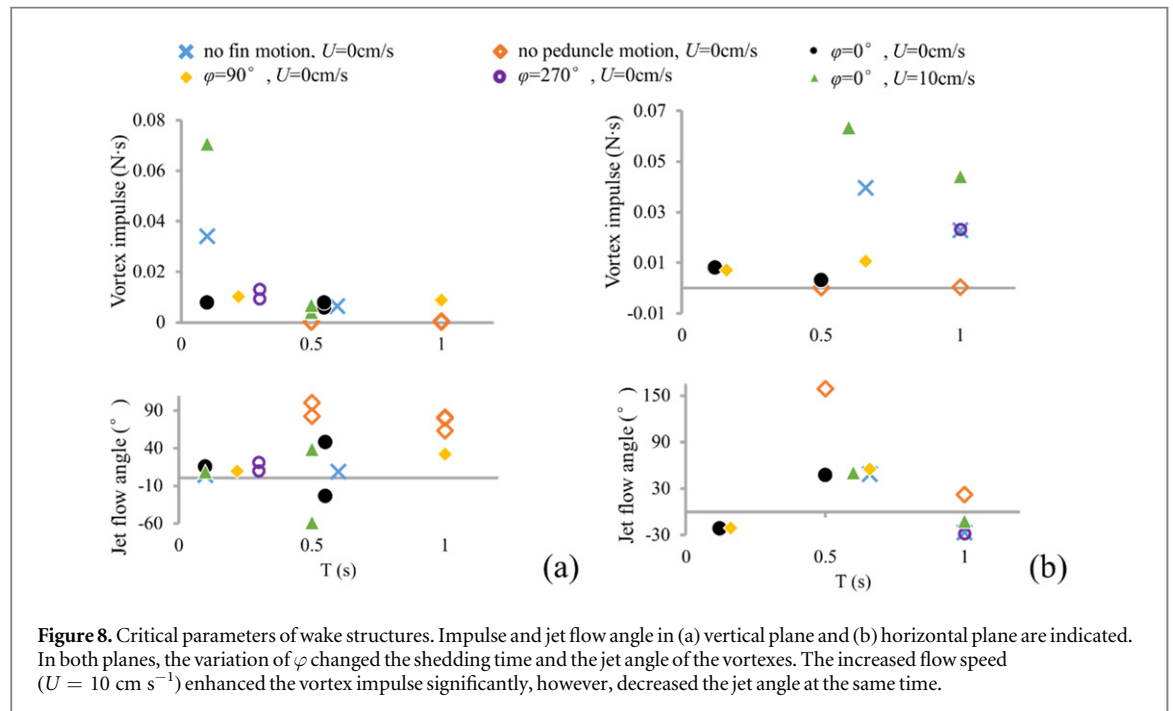 no fin motion, U=0cm/s no peduncle motion, U=0cm/s φ=0° , U=0cm/s
φ=90° , U=0cm/s φ=270° , U=0cm/s φ=0° , U=10cm/s
Vortex impulse (N·s)
0.08
0.06
0.04
0.02
0
0 0.5 1
Jet flow angle (°)
90
40
-10
-60
0 0.5 1
T (s)
(a)
Vortex impulse (N·s)
0.07
0.05
0.03
0.01
-0.01
0 0.5 1
Jet flow angle (°)
150
90
30
-30
0 0.5 1
T (s)
(b)
Figure 8. Critical parameters of wake structures. Impulse and jet flow angle in (a) vertical plane and (b) horizontal plane are indicated.
In both planes, the variation of φ changed the shedding time and the jet angle of the vortexes. The increased flow speed
(U = 10 cm s⁻¹) enhanced the vortex impulse significantly, however, decreased the jet angle at the same time.